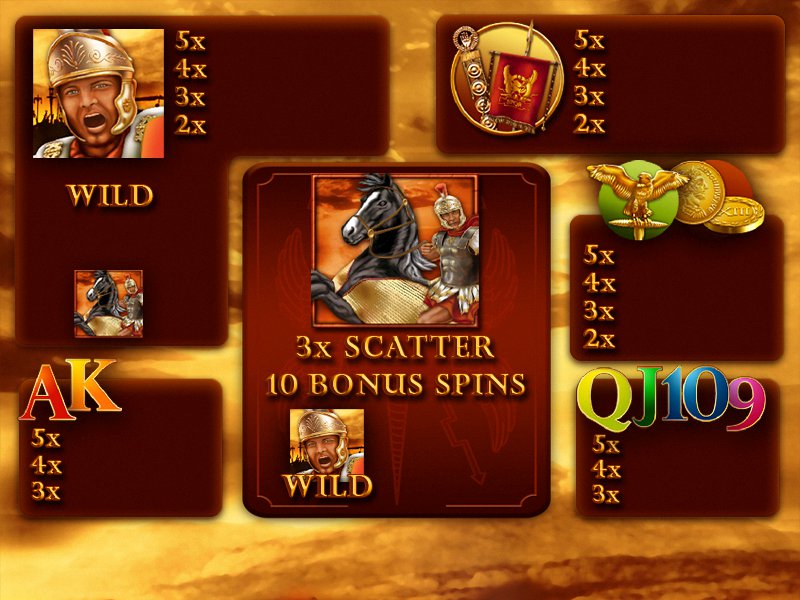 5x
4x
3x
2x
WILD
5x
4x
3x
2x
3x SCATTER
10 BONUS SPINS
WILD
5x
4x
3x
2x
AK
5x
4x
3x
QJ109
5x
4x
3x